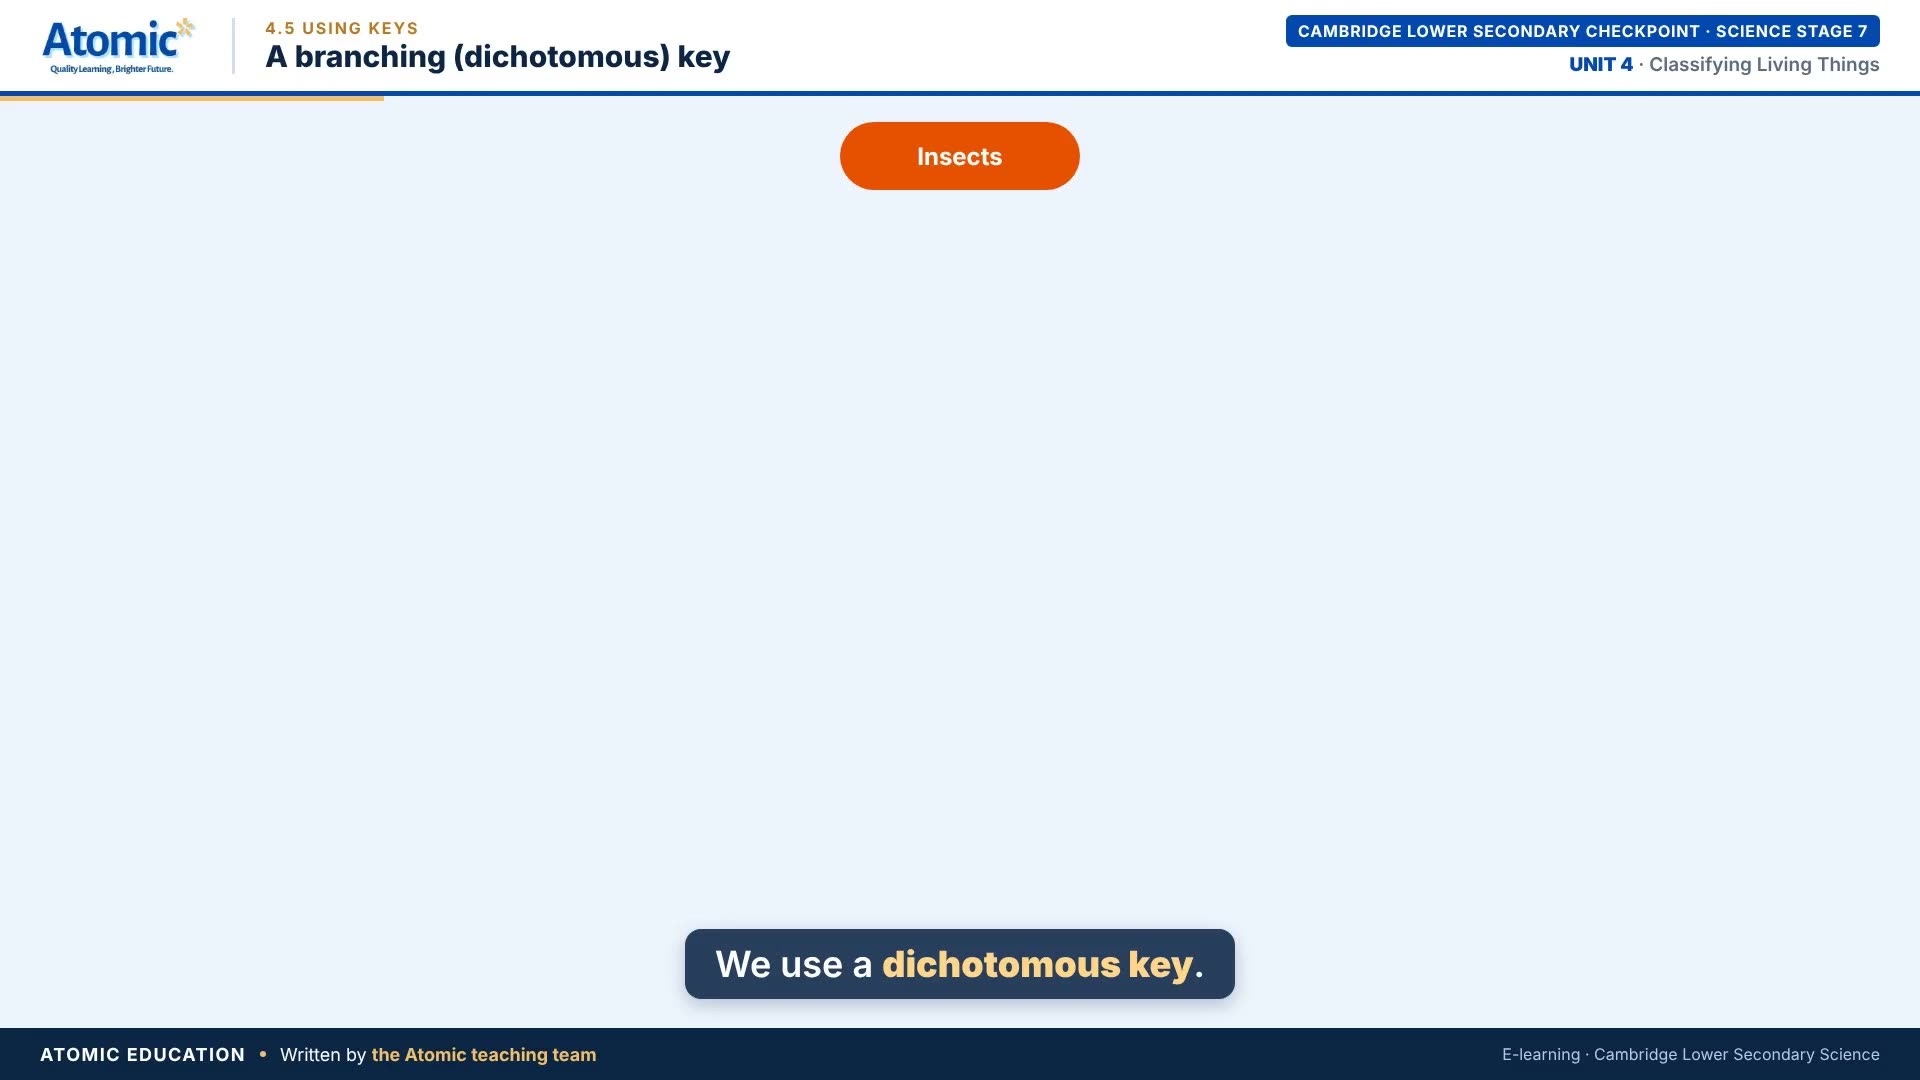 Atomic
Quality Learning, Brighter Future.
4.5 USING KEYS
A branching (dichotomous) key
CAMBRIDGE LOWER SECONDARY CHECKPOINT · SCIENCE STAGE 7
UNIT 4 · Classifying Living Things
Insects
We use a dichotomous key.
ATOMIC EDUCATION • Written by the Atomic teaching team
E-learning · Cambridge Lower Secondary Science